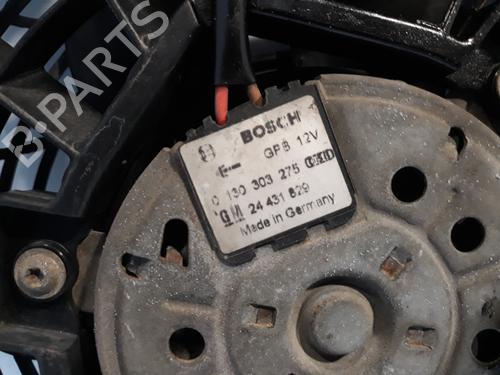 B-PARTS
BOSCH
GPB 12V
0 130 303 275
GM 24 431 829
Made in Germany